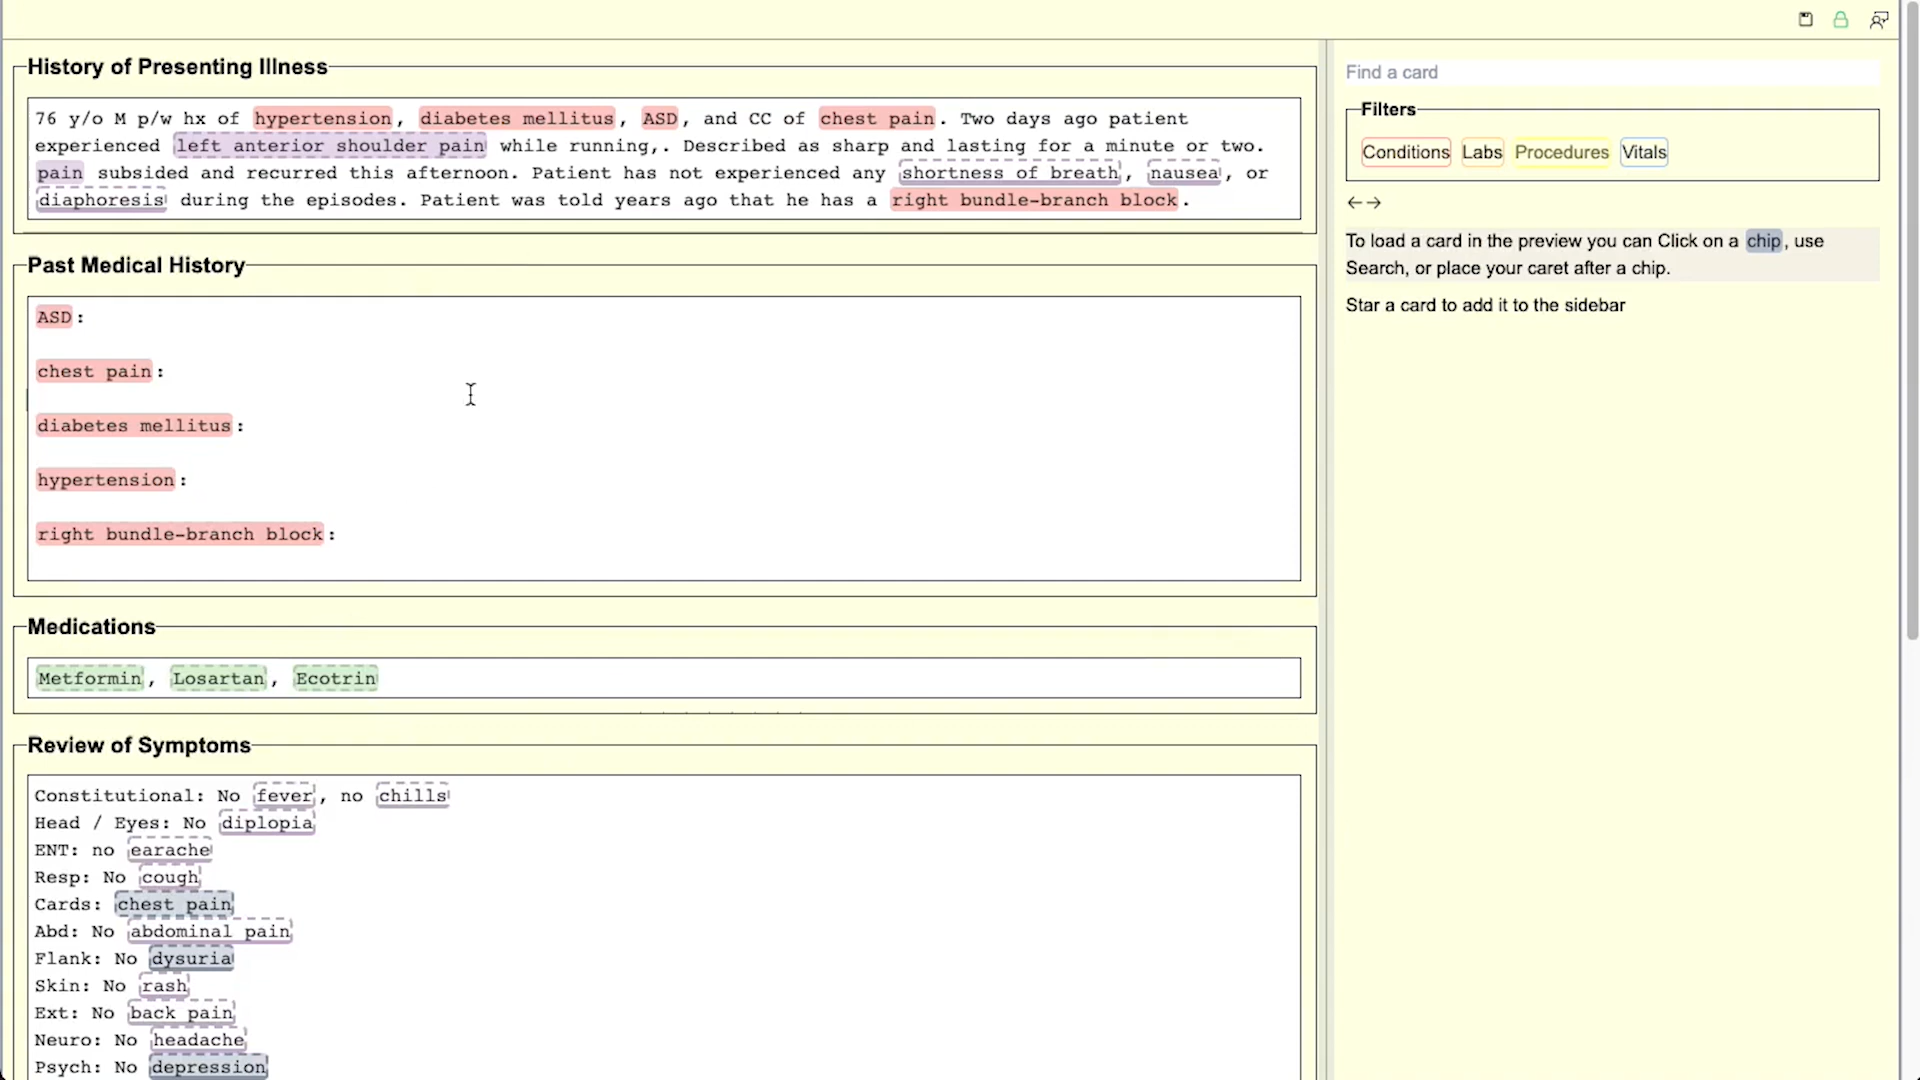 History of Presenting Illness
76 y/o M p/w hx of hypertension, diabetes mellitus, ASD, and CC of chest pain. Two days ago patient
experienced left anterior shoulder pain while running,. Described as sharp and lasting for a minute or two.
pain subsided and recurred this afternoon. Patient has not experienced any shortness of breath, nausea, or
diaphoresis during the episodes. Patient was told years ago that he has a right bundle-branch block.
Past Medical History
ASD:
chest pain:
diabetes mellitus:
hypertension:
right bundle-branch block:
Medications
Metformin, Losartan, Ecotrin
Review of Symptoms
Constitutional: No fever, no chills
Head / Eyes: No diplopia
ENT: no earache
Resp: No cough
Cards: chest pain
Abd: No abdominal pain
Flank: No dysuria
Skin: No rash
Ext: No back pain
Neuro: No headache
Psych: No depression
Find a card
Filters
Conditions Labs Procedures Vitals
To load a card in the preview you can Click on a chip, use
Search, or place your caret after a chip.
Star a card to add it to the sidebar